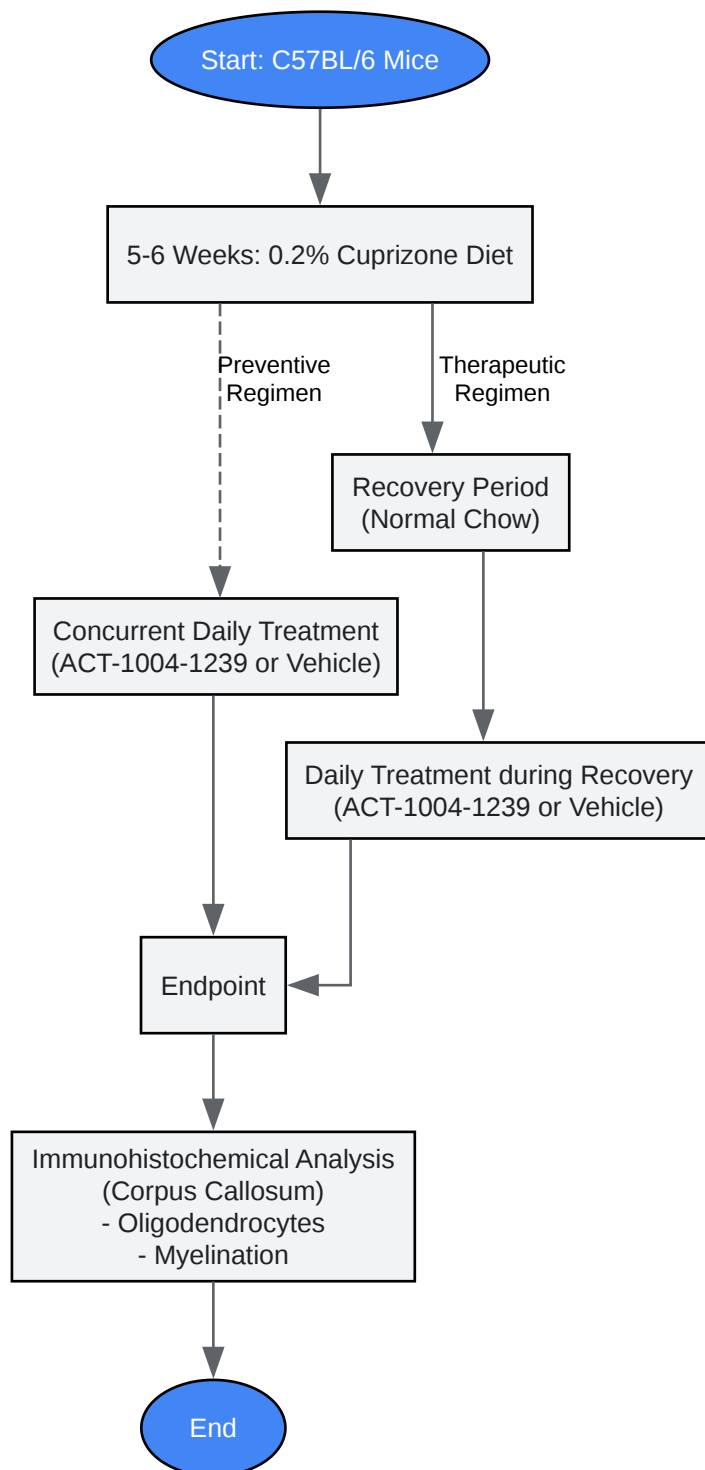 Start: C57BL/6 Mice
5-6 Weeks: 0.2% Cuprizone Diet
Preventive
Regimen
Therapeutic
Regimen
Recovery Period
(Normal Chow)
Concurrent Daily Treatment
(ACT-1004-1239 or Vehicle)
Daily Treatment during Recovery
(ACT-1004-1239 or Vehicle)
Endpoint
Immunohistochemical Analysis
(Corpus Callosum)
- Oligodendrocytes
- Myelination
End